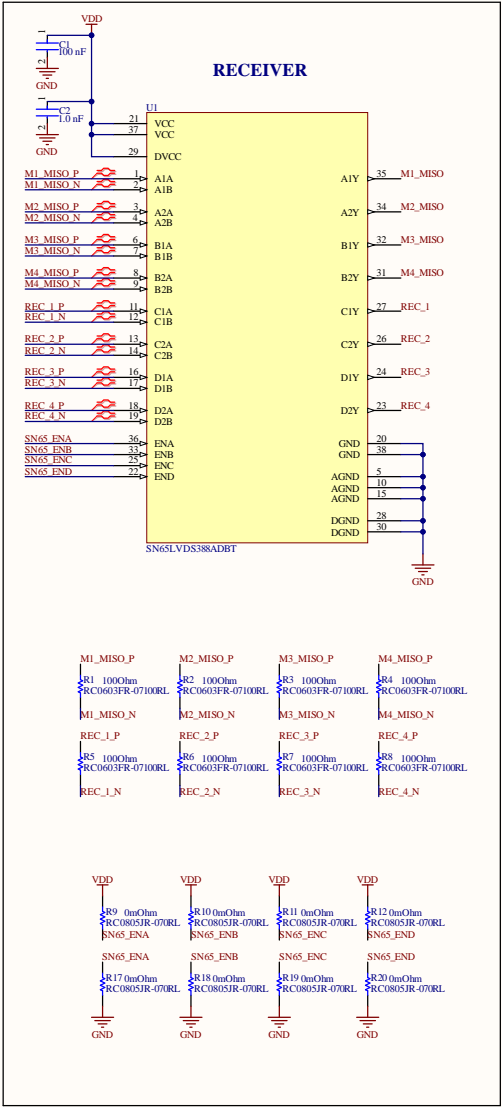 VDD
1
C1
100 nF
2
GND
RECEIVER
1
C2
1.0 nF
2
GND
U1
21 VCC
37 VCC
29 DVCC
M1_MISO_P 1 A1A A1Y 35 M1_MISO
M1_MISO_N 2 A1B
M2_MISO_P 3 A2A A2Y 34 M2_MISO
M2_MISO_N 4 A2B
M3_MISO_P 6 B1A B1Y 32 M3_MISO
M3_MISO_N 7 B1B
M4_MISO_P 8 B2A B2Y 31 M4_MISO
M4_MISO_N 9 B2B
REC_1_P 11 C1A C1Y 27 REC_1
REC_1_N 12 C1B
REC_2_P 13 C2A C2Y 26 REC_2
REC_2_N 14 C2B
REC_3_P 16 D1A D1Y 24 REC_3
REC_3_N 17 D1B
REC_4_P 18 D2A D2Y 23 REC_4
REC_4_N 19 D2B
SN65_ENA 36 ENA GND 20
SN65_ENB 33 ENB GND 38
SN65_ENC 25 ENC
SN65_END 22 END AGND 5
AGND 10
AGND 15
DGND 28
DGND 30
SN65LVDS388ADBT
GND
M1_MISO_P M2_MISO_P M3_MISO_P M4_MISO_P
R1 100Ohm R2 100Ohm R3 100Ohm R4 100Ohm
RC0603FR-07100RL RC0603FR-07100RL RC0603FR-07100RL RC0603FR-07100RL
M1_MISO_N M2_MISO_N M3_MISO_N M4_MISO_N
REC_1_P REC_2_P REC_3_P REC_4_P
R5 100Ohm R6 100Ohm R7 100Ohm R8 100Ohm
RC0603FR-07100RL RC0603FR-07100RL RC0603FR-07100RL RC0603FR-07100RL
REC_1_N REC_2_N REC_3_N REC_4_N
VDD VDD VDD VDD
R9 0mOhm R10 0mOhm R11 0mOhm R12 0mOhm
RC0805JR-070RL RC0805JR-070RL RC0805JR-070RL RC0805JR-070RL
SN65_ENA SN65_ENB SN65_ENC SN65_END
SN65_ENA SN65_ENB SN65_ENC SN65_END
R17 0mOhm R18 0mOhm R19 0mOhm R20 0mOhm
RC0805JR-070RL RC0805JR-070RL RC0805JR-070RL RC0805JR-070RL
GND GND GND GND